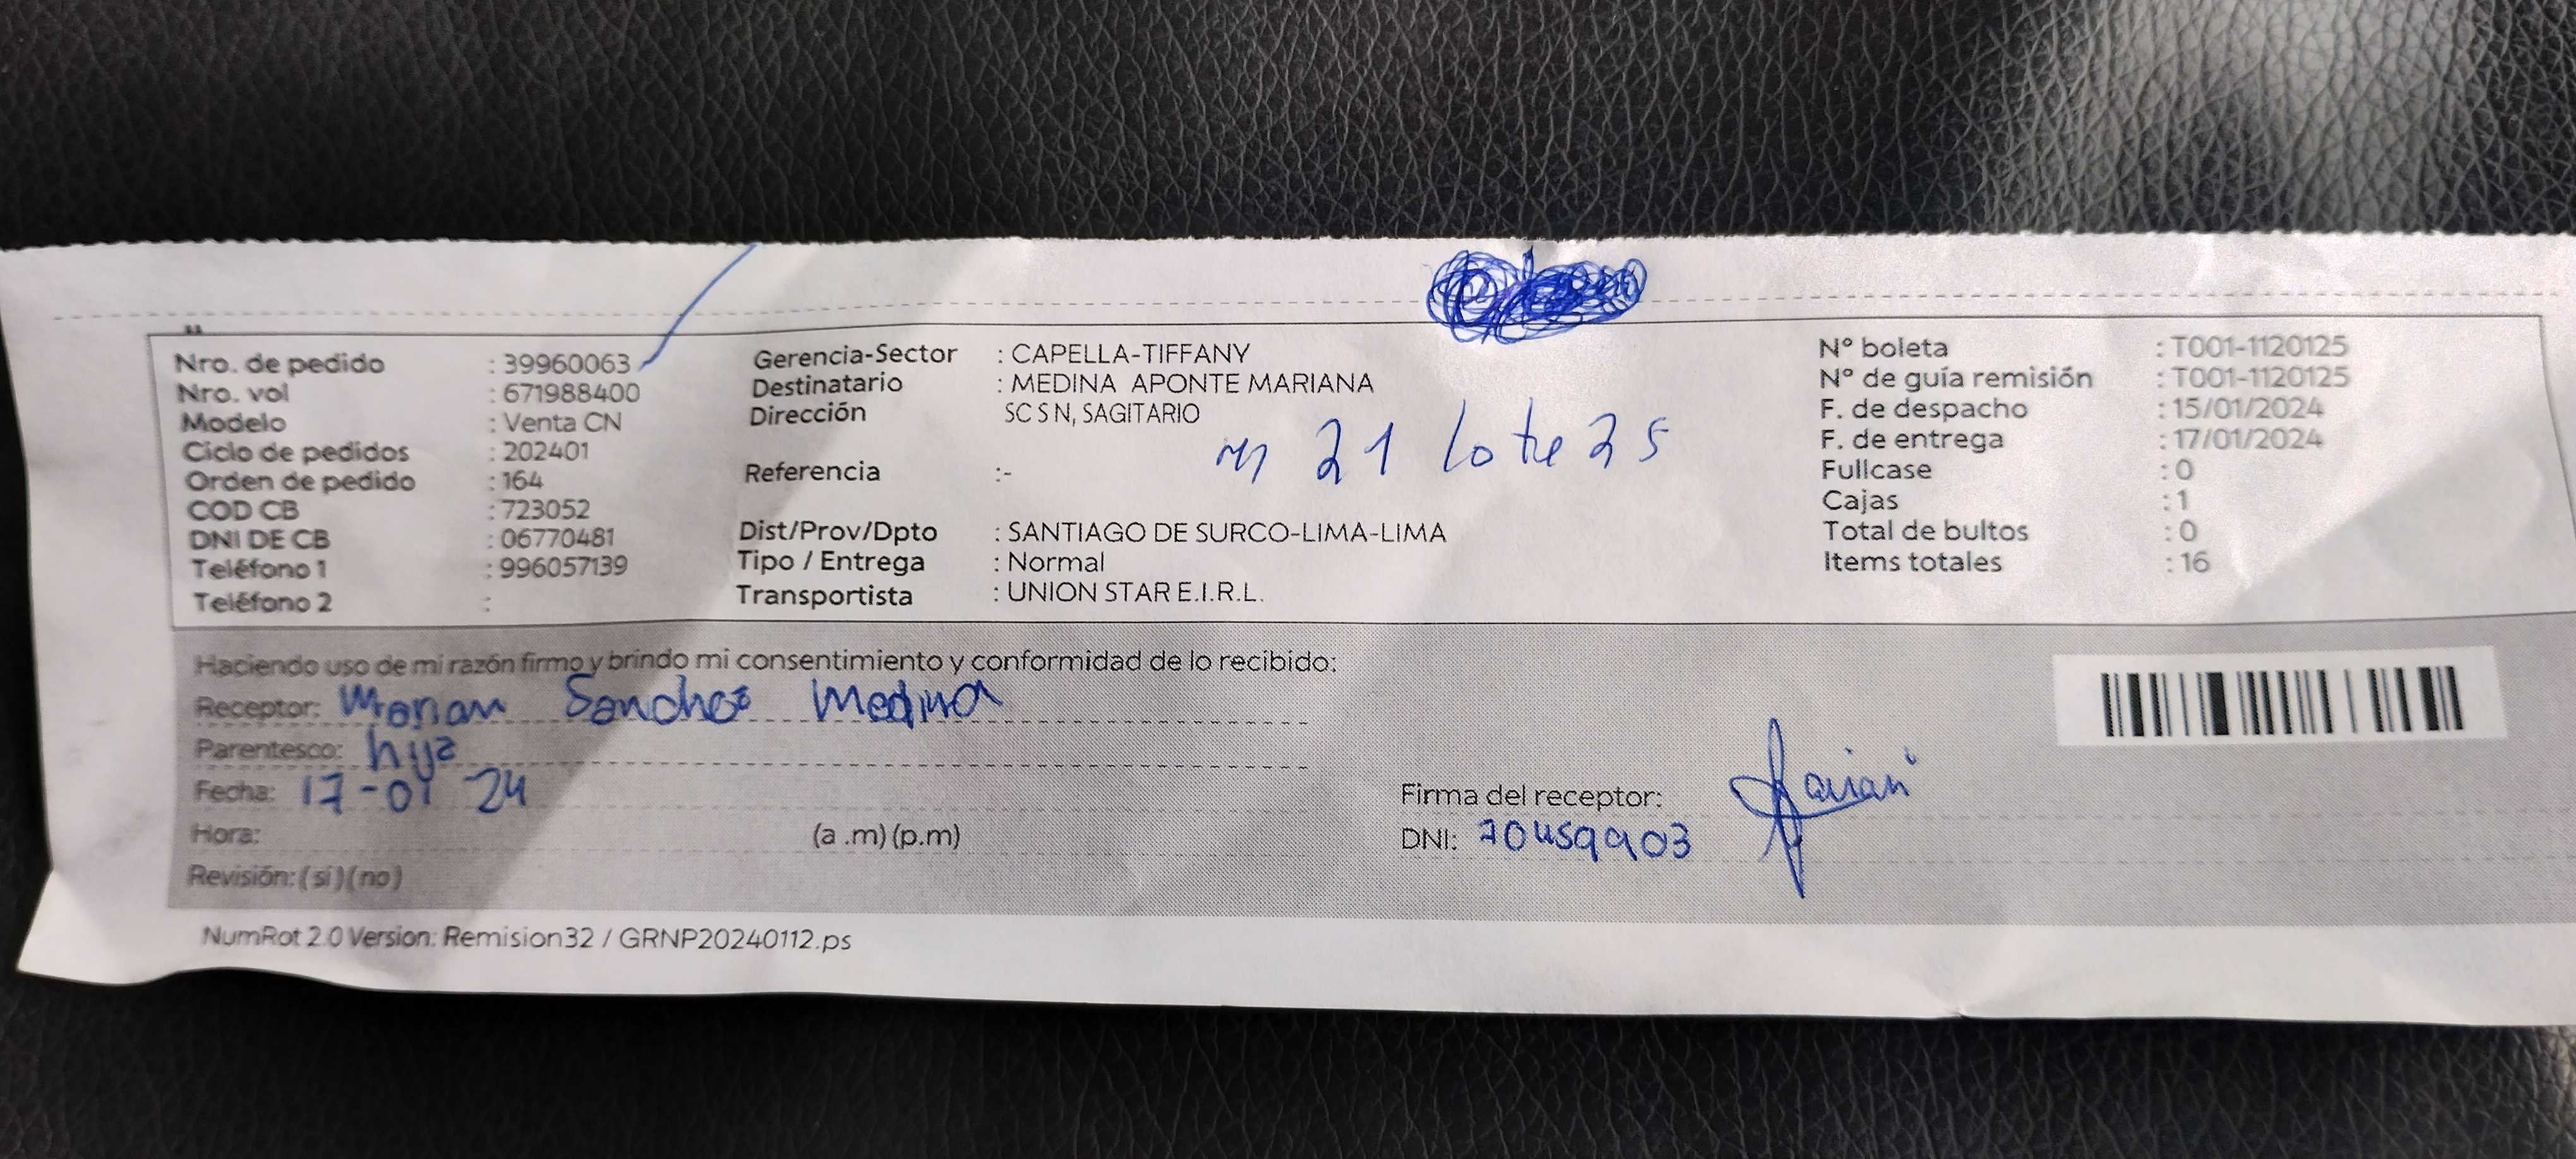 Nro. de pedido : 39960063
Nro. vol : 671988400
Modelo : Venta CN
Ciclo de pedidos : 202401
Orden de pedido : 164
COD CB : 723052
DNI DE CB : 06770481
Teléfono 1 : 996057139
Teléfono 2 :
Gerencia-Sector : CAPELLA-TIFFANY
Destinatario : MEDINA APONTE MARIANA
Dirección SC S N, SAGITARIO
21 lote 25
Referencia :-
Dist/Prov/Dpto : SANTIAGO DE SURCO-LIMA-LIMA
Tipo / Entrega : Normal
Transportista : UNION STAR E.I.R.L.
N° boleta : T001-1120125
N° de guía remisión : T001-1120125
F. de despacho : 15/01/2024
F. de entrega : 17/01/2024
Fullcase : 0
Cajas : 1
Total de bultos : 0
Items totales : 16
Haciendo uso de mi razón firmo y brindo mi consentimiento y conformidad de lo recibido:
Receptor: Marian Sanchez Medina
Parentesco: hija
Fecha: 17-01 24
Hora: (a .m) (p.m)
Revisión: (si) (no)
Firma del receptor:
DNI: 70459903
NumRot 2.0 Version: Remision32 / GRNP20240112.ps